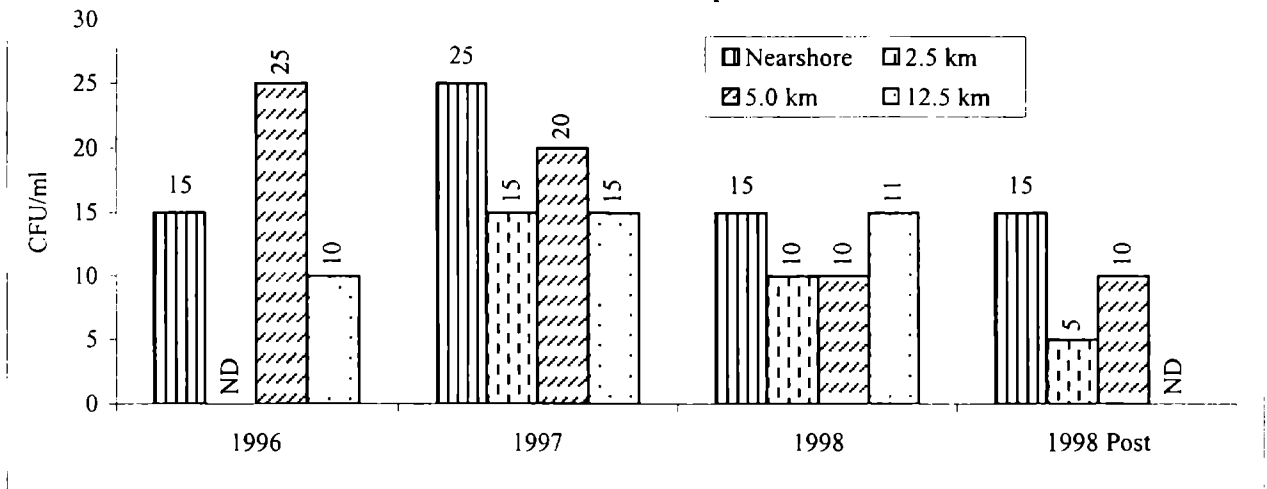 30
25
20
15
10
5
0
CFU/ml
Nearshore 2.5 km
5.0 km 12.5 km
15 ND 25 10
25 15 20 15
15 10 10 11
15 5 10 ND
1996 1997 1998 1998 Post